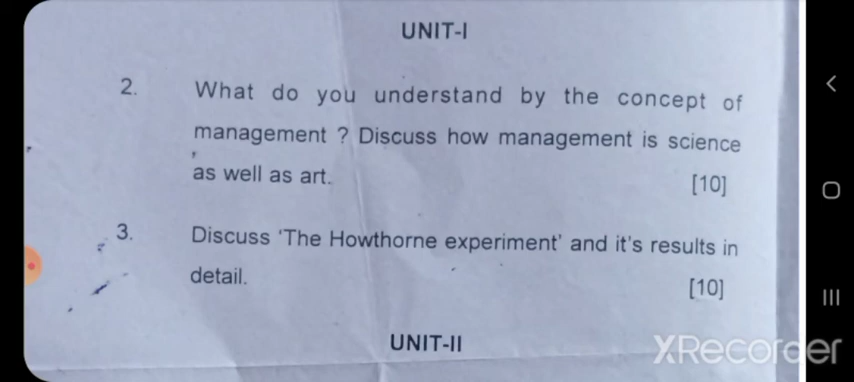 UNIT-I
2. What do you understand by the concept of
management ? Discuss how management is science
as well as art. [10]
3. Discuss 'The Howthorne experiment' and it's results in
detail. [10]
UNIT-II
XRecorder